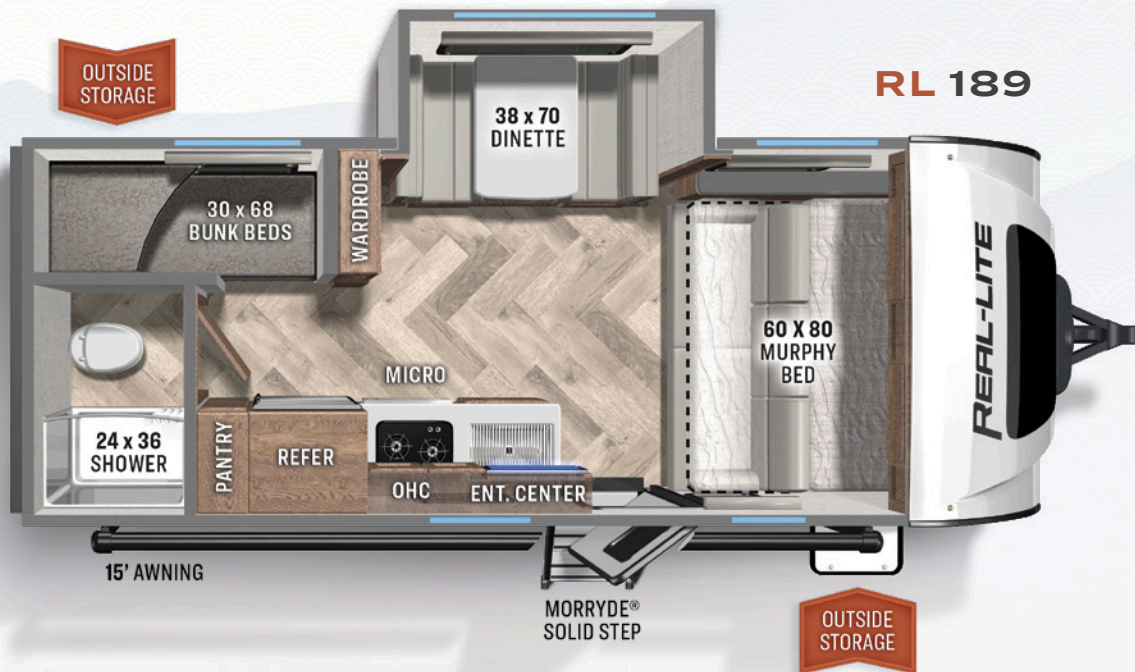 OUTSIDE
STORAGE
RL 189
38 x 70
DINETTE
30 x 68
BUNK BEDS
WARDROBE
REAL-LITE
60 X 80
MURPHY
BED
MICRO
24 x 36
SHOWER
PANTRY
REFER
OHC
ENT. CENTER
15' AWNING
MORRYDE®
SOLID STEP
OUTSIDE
STORAGE